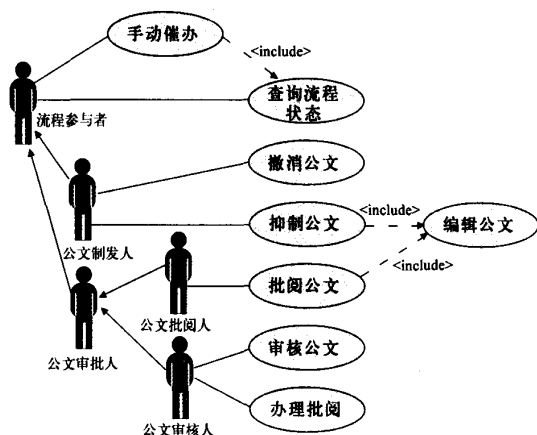 手动催办
<include>
查询流程
状态
流程参与者
撤消公文
公文制发人
抑制公文
<include>
编辑公文
<include>
批阅公文
公文批阅人
公文审批人
审核公文
办理批阅
公文审核人